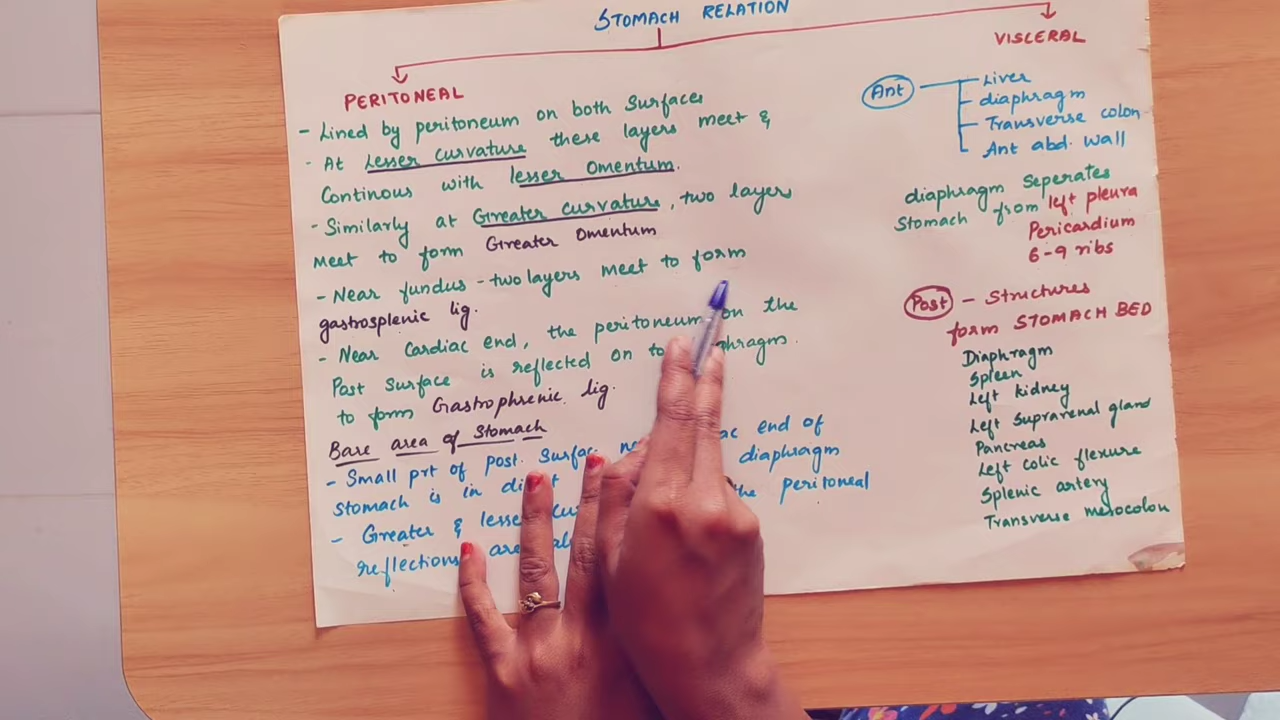 STOMACH RELATION
PERITONEAL
- Lined by peritoneum on both surfaces
- At lesser curvature these layers meet &
Continous with lesser omentum.
- Similarly at Greater curvature, two layers
meet to form Greater Omentum
- Near fundus - two layers meet to form
gastrosplenic lig.
- Near Cardiac end, the peritoneum on the
Post Surface is reflected on to
to form Gastrophrenic lig.
Bare area of Stomach
- Small prt of post. Surface end of
stomach is in diaphragm
- Greater & lesser the peritoneal
reflections are
VISCERAL
Ant
Liver
diaphragm
Transverse colon
Ant abd. wall
diaphragm seperates
Stomach from left pleura
Pericardium
6-9 ribs
Post - Structures
form STOMACH BED
Diaphragm
Spleen
Left kidney
Left Suprarenal gland
Pancreas
Left colic flexure
Splenic artery
Transverse mesocolon